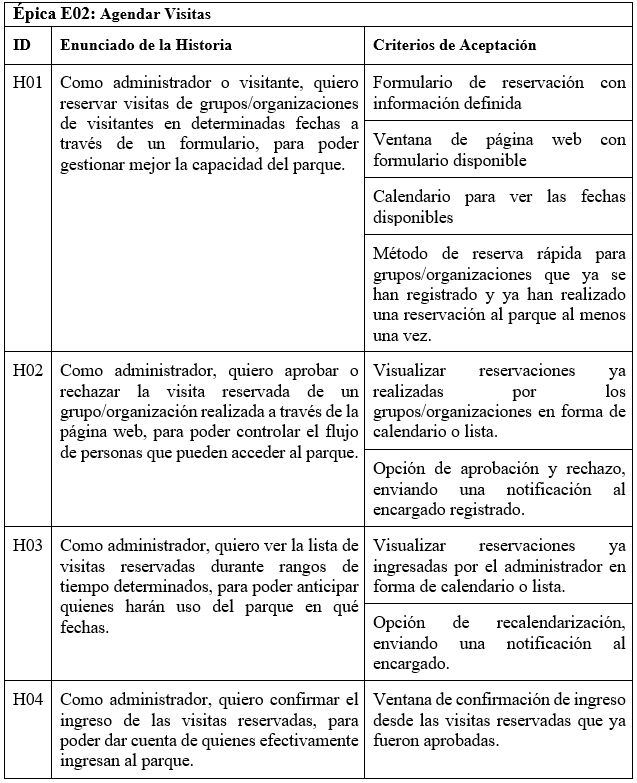 Épica E02: Agendar Visitas
ID
Enunciado de la Historia
Criterios de Aceptación
H01
Como administrador o visitante, quiero
reservar visitas de grupos/organizaciones
de visitantes en determinadas fechas a
través de un formulario, para poder
gestionar mejor la capacidad del parque.
Formulario de reservación con
información definida
Ventana de página web con
formulario disponible
Calendario para ver las fechas
disponibles
Método de reserva rápida para
grupos/organizaciones que ya se
han registrado y ya han realizado
una reservación al parque al menos
una vez.
H02
Como administrador, quiero aprobar o
rechazar la visita reservada de un
grupo/organización realizada a través de la
página web, para poder controlar el flujo
de personas que pueden acceder al parque.
Visualizar reservaciones ya
realizadas por los
grupos/organizaciones en forma de
calendario o lista.
Opción de aprobación y rechazo,
enviando una notificación al
encargado registrado.
H03
Como administrador, quiero ver la lista de
visitas reservadas durante rangos de
tiempo determinados, para poder anticipar
quienes harán uso del parque en qué
fechas.
Visualizar reservaciones ya
ingresadas por el administrador en
forma de calendario o lista.
Opción de recalendarización,
enviando una notificación al
encargado.
H04
Como administrador, quiero confirmar el
ingreso de las visitas reservadas, para
poder dar cuenta de quienes efectivamente
ingresan al parque.
Ventana de confirmación de ingreso
desde las visitas reservadas que ya
fueron aprobadas.